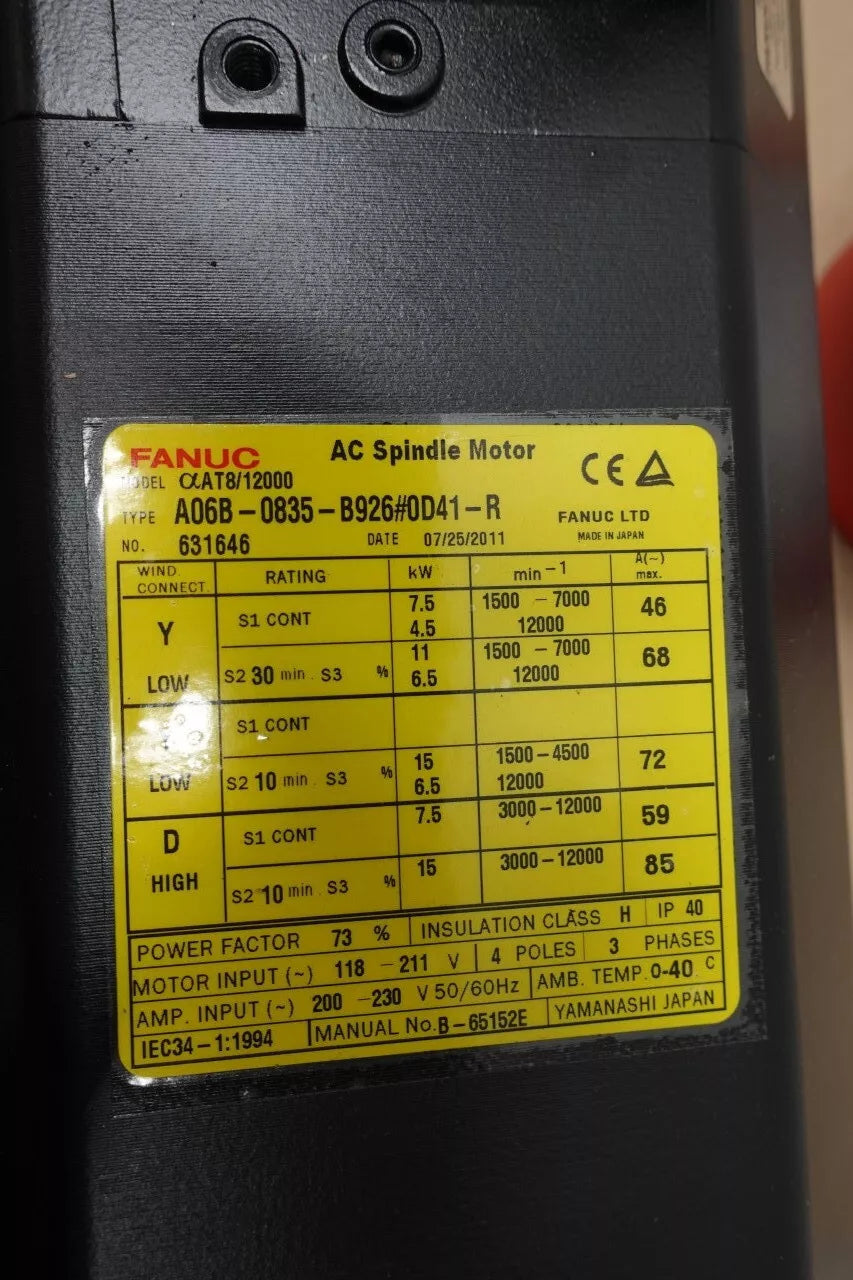 FANUC AC Spindle Motor
MODEL αAT8/12000
TYPE A06B-0835-B926#0D41-R FANUC LTD
NO. 631646 DATE 07/25/2011 MADE IN JAPAN
WIND CONNECT. RATING kW min⁻¹ A(~) max.
Y LOW S1 CONT 7.5 1500 - 7000 46
4.5 12000
S2 30 min. S3 % 11 1500 - 7000 68
6.5 12000
LOW S1 CONT
S2 10 min. S3 % 15 1500-4500 72
6.5 12000
D HIGH S1 CONT 7.5 3000-12000 59
S2 10 min. S3 % 15 3000-12000 85
POWER FACTOR 73 % INSULATION CLASS H IP 40
MOTOR INPUT (~) 118 - 211 V 4 POLES 3 PHASES
AMP. INPUT (~) 200 - 230 V 50/60Hz AMB. TEMP. 0-40 °C
IEC34-1:1994 MANUAL No. B-65152E YAMANASHI JAPAN